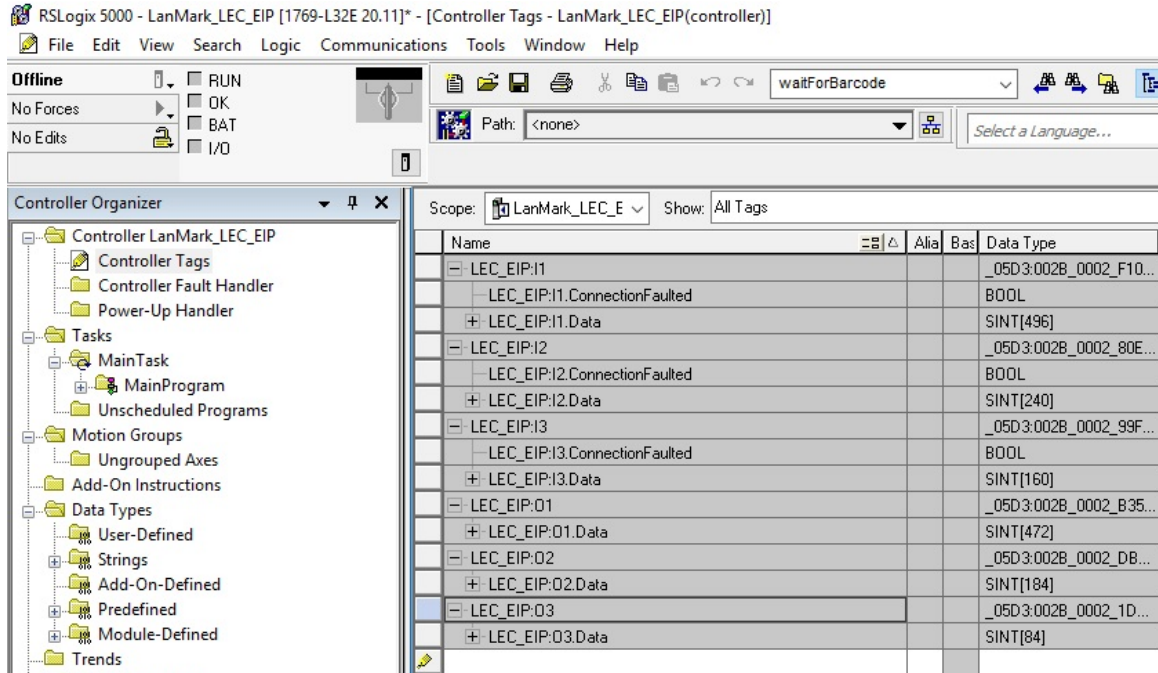 RSLogix 5000 - LanMark_LEC_EIP [1769-L32E 20.11]* - [Controller Tags - LanMark_LEC_EIP(controller)]
File Edit View Search Logic Communications Tools Window Help
Offline
RUN
No Forces
OK
No Edits
BAT
I/O
waitForBarcode
Path: <none>
Select a Language...
Controller Organizer
Controller LanMark_LEC_EIP
Controller Tags
Controller Fault Handler
Power-Up Handler
Tasks
MainTask
MainProgram
Unscheduled Programs
Motion Groups
Ungrouped Axes
Add-On Instructions
Data Types
User-Defined
Strings
Add-On-Defined
Predefined
Module-Defined
Trends
Scope: LanMark_LEC_E Show: All Tags
Name Alia Bas Data Type
LEC_EIP:I1 _05D3:002B_0002_F10...
LEC_EIP:I1.ConnectionFaulted BOOL
LEC_EIP:I1.Data SINT[496]
LEC_EIP:I2 _05D3:002B_0002_80E...
LEC_EIP:I2.ConnectionFaulted BOOL
LEC_EIP:I2.Data SINT[240]
LEC_EIP:I3 _05D3:002B_0002_99F...
LEC_EIP:I3.ConnectionFaulted BOOL
LEC_EIP:I3.Data SINT[160]
LEC_EIP:O1 _05D3:002B_0002_B35...
LEC_EIP:O1.Data SINT[472]
LEC_EIP:O2 _05D3:002B_0002_DB...
LEC_EIP:O2.Data SINT[184]
LEC_EIP:O3 _05D3:002B_0002_1D...
LEC_EIP:O3.Data SINT[84]